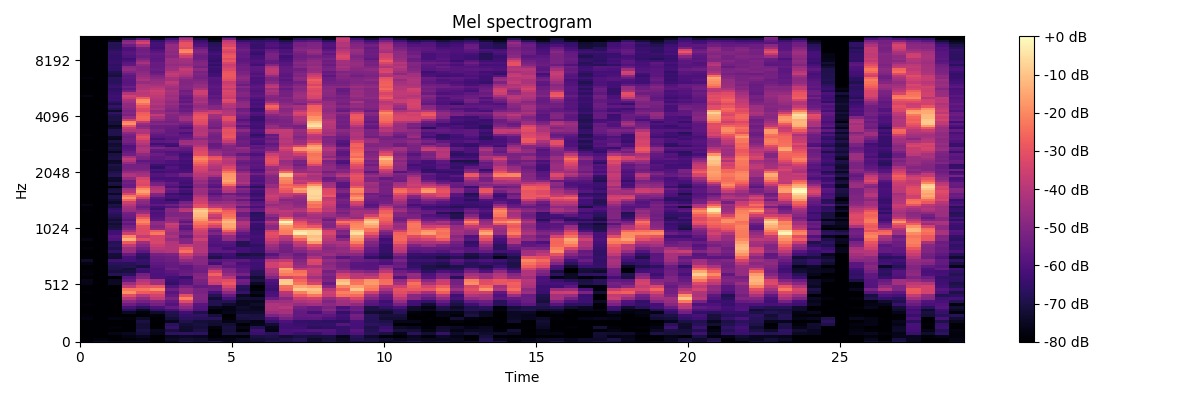 Mel spectrogram
Hz
8192
4096
2048
1024
512
0
0 5 10 15 20 25
Time
+0 dB
-10 dB
-20 dB
-30 dB
-40 dB
-50 dB
-60 dB
-70 dB
-80 dB